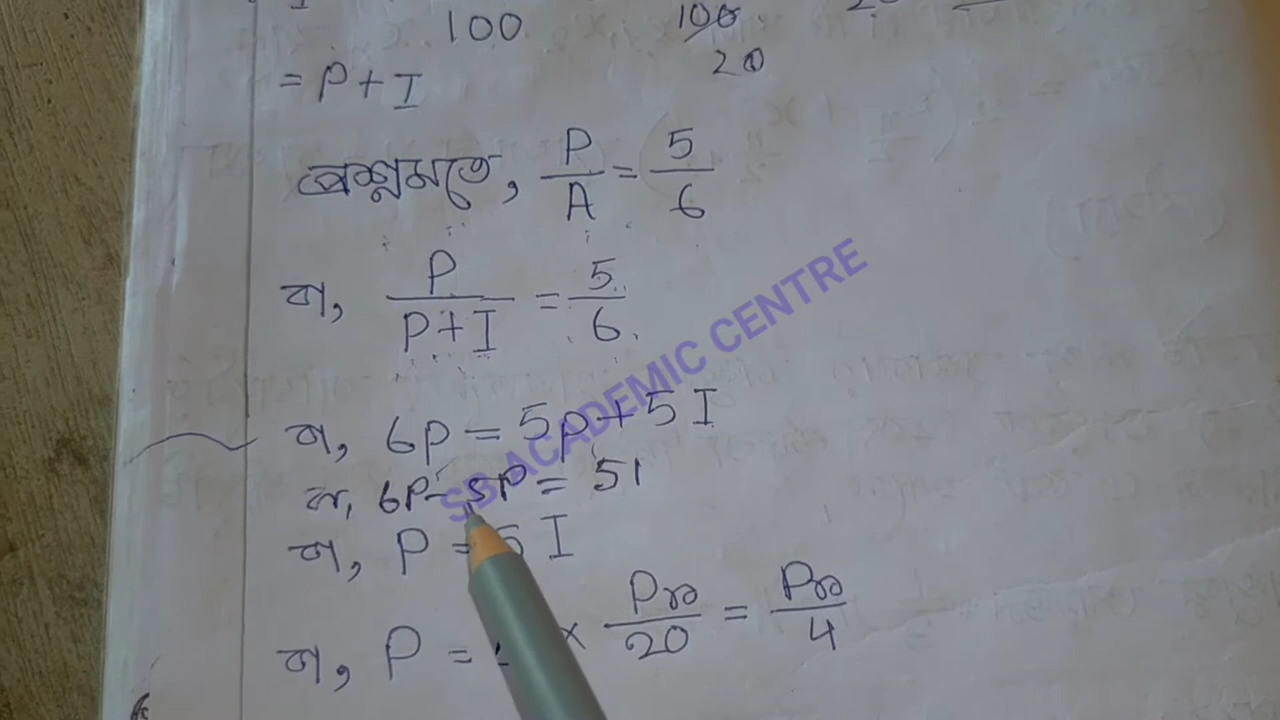 100 100
20
= P + I
প্রশ্নমতে, P/A = 5/6
বা, P/(P+I) = 5/6
বা, 6P = 5P + 5I
বা, 6P - 5P = 5I
বা, P = 5I
বা, P = × Pr/20 = Pr/4
SB ACADEMIC CENTRE